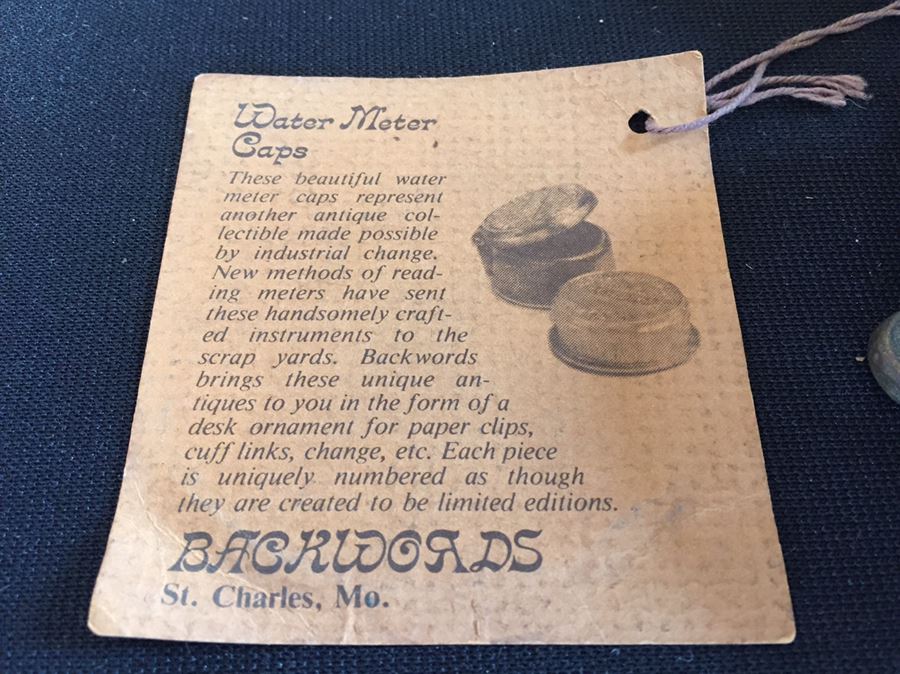 Water Meter
Caps
These beautiful water
meter caps represent
another antique col-
lectible made possible
by industrial change.
New methods of read-
ing meters have sent
these handsomely craft-
ed instruments to the
scrap yards. Backwords
brings these unique an-
tiques to you in the form of a
desk ornament for paper clips,
cuff links, change, etc. Each piece
is uniquely numbered as though
they are created to be limited editions.
BACKWORDS
St. Charles, Mo.